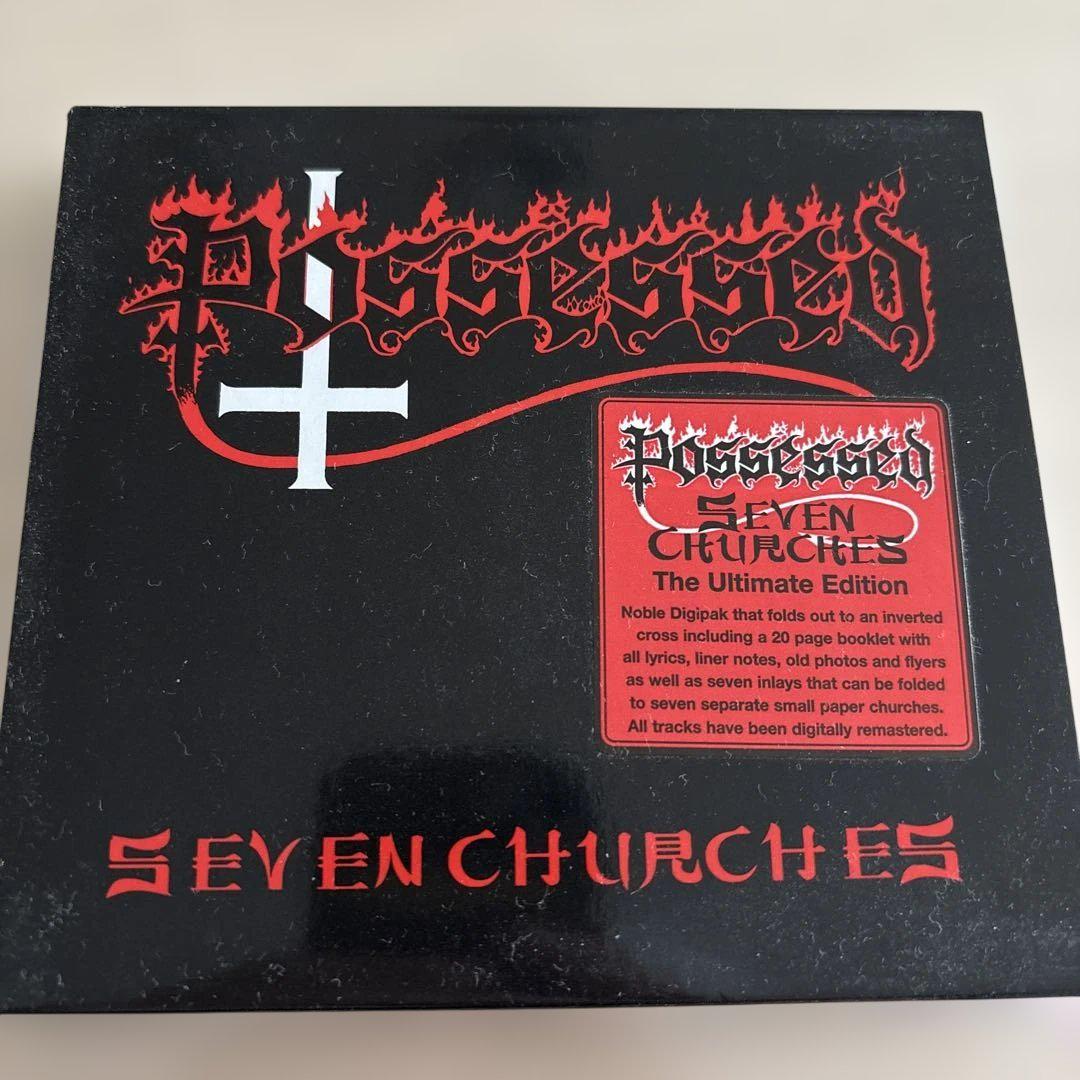 Possessed
Possessed
SEVEN
CHURCHES
The Ultimate Edition
Noble Digipak that folds out to an inverted
cross including a 20 page booklet with
all lyrics, liner notes, old photos and flyers
as well as seven inlays that can be folded
to seven separate small paper churches.
All tracks have been digitally remastered.
SEVEN CHURCHES